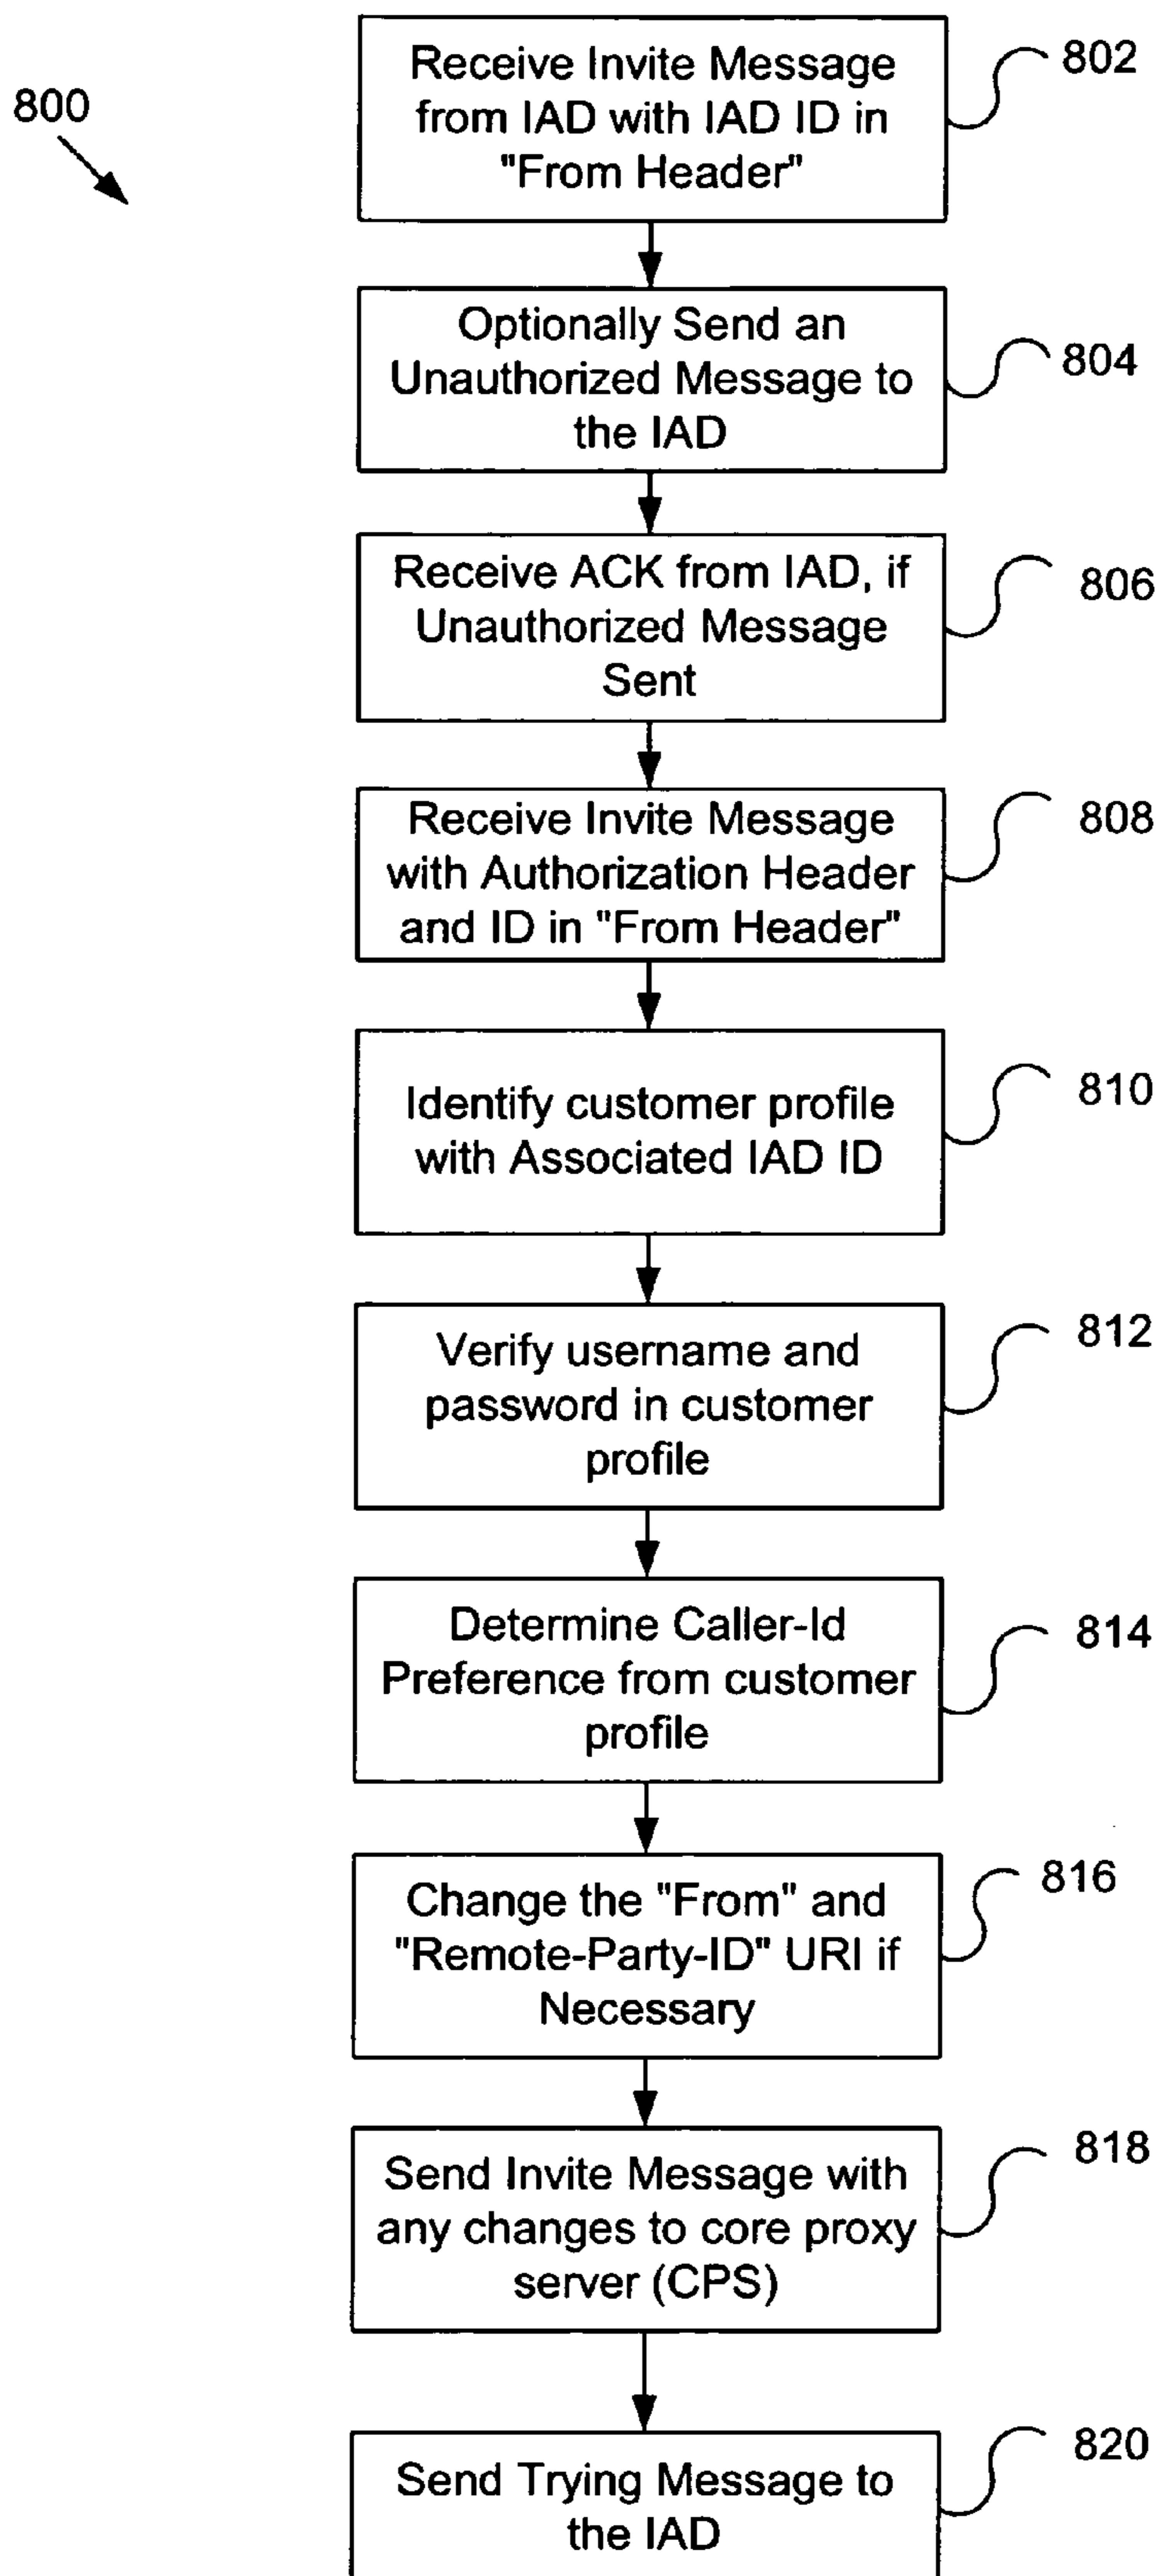 800
Receive Invite Message
from IAD with IAD ID in
"From Header"
802
Optionally Send an
Unauthorized Message to
the IAD
804
Receive ACK from IAD, if
Unauthorized Message
Sent
806
Receive Invite Message
with Authorization Header
and ID in "From Header"
808
Identify customer profile
with Associated IAD ID
810
Verify username and
password in customer
profile
812
Determine Caller-Id
Preference from customer
profile
814
Change the "From" and
"Remote-Party-ID" URI if
Necessary
816
Send Invite Message with
any changes to core proxy
server (CPS)
818
Send Trying Message to
the IAD
820